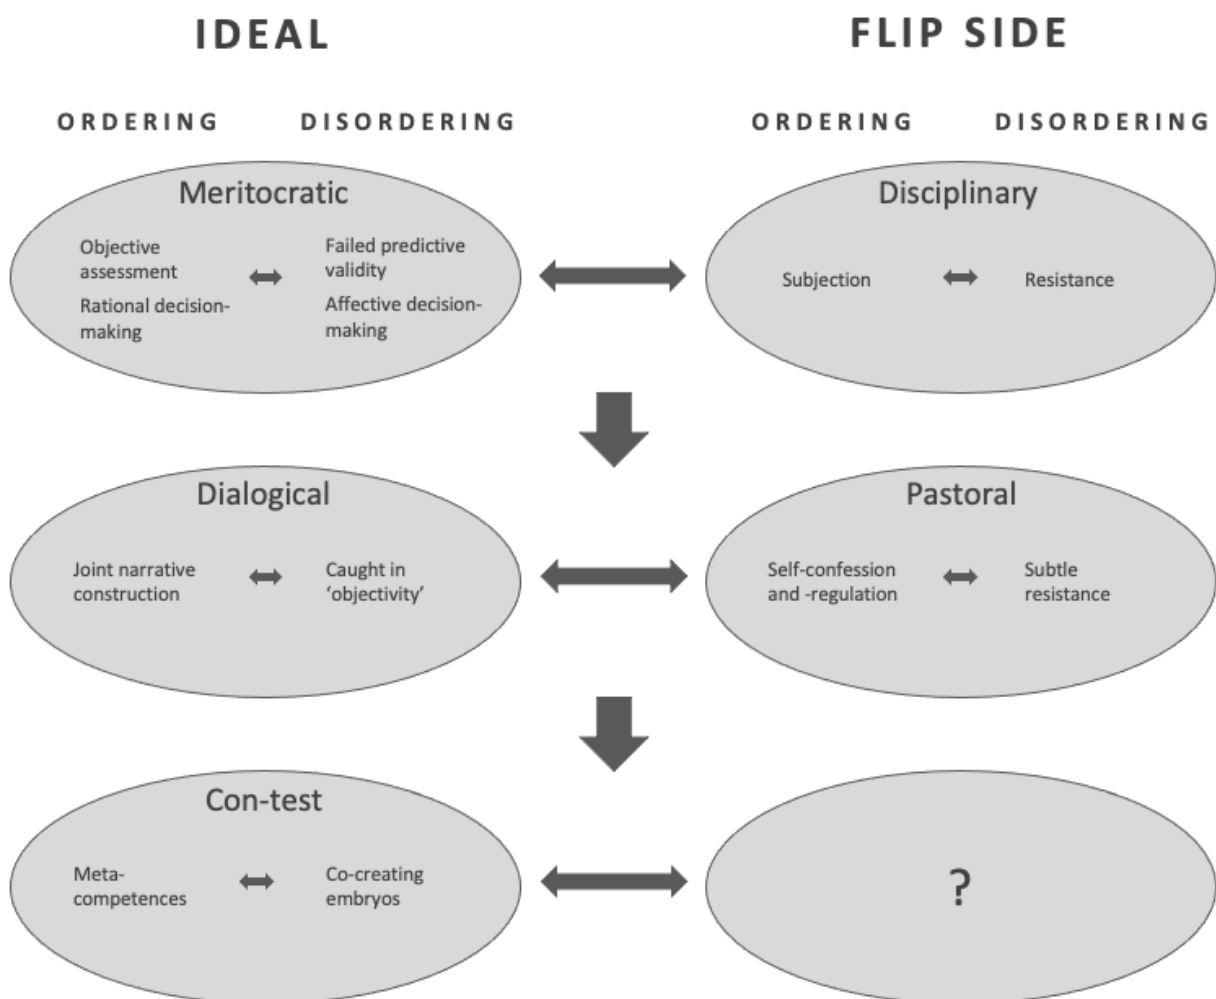 IDEAL
FLIP SIDE
ORDERING
DISORDERING
ORDERING
DISORDERING
Meritocratic
Objective
assessment
Rational decision-
making
Failed predictive
validity
Affective decision-
making
Disciplinary
Subjection
Resistance
Dialogical
Joint narrative
construction
Caught in
‘objectivity’
Pastoral
Self-confession
and -regulation
Subtle
resistance
Con-test
Meta-
competences
Co-creating
embryos
?